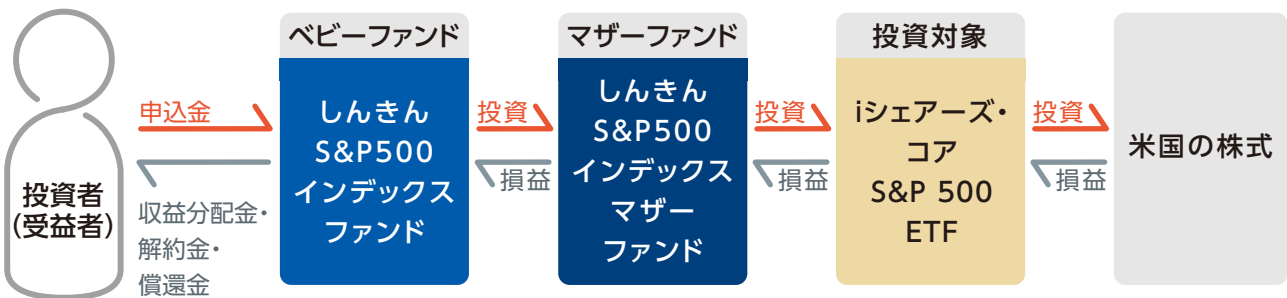 投資者
(受益者)
申込金
収益分配金・
解約金・
償還金
ベビーファンド
しんきん
S&P500
インデックス
ファンド
投資
損益
マザーファンド
しんきん
S&P500
インデックス
マザー
ファンド
投資
損益
投資対象
iシェアーズ・
コア
S&P 500
ETF
投資
損益
米国の株式